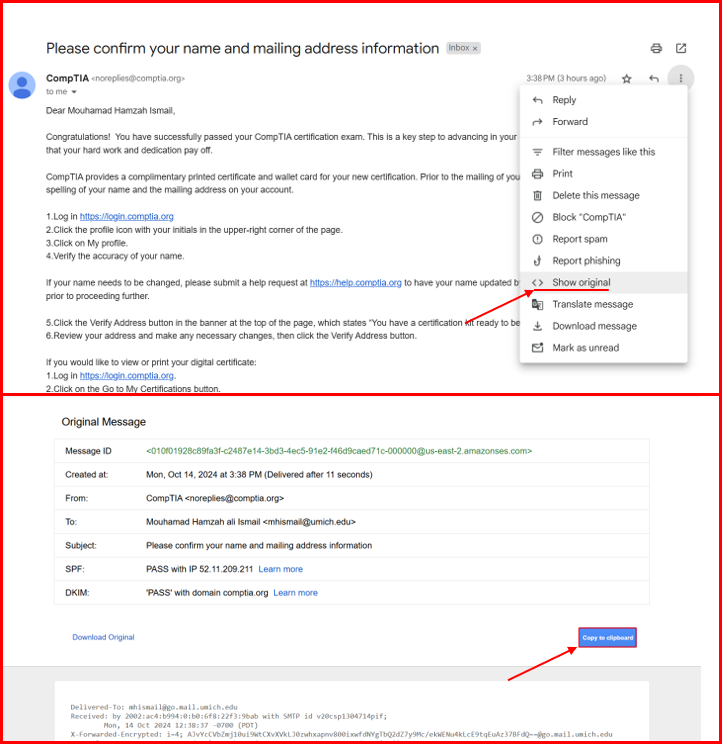 Please confirm your name and mailing address information Inbox x
CompTIA <noreplies@comptia.org>
3:38 PM (3 hours ago)
to me
Dear Mouhamad Hamzah Ismail,
Congratulations! You have successfully passed your CompTIA certification exam. This is a key step to advancing in your
that your hard work and dedication pay off.
CompTIA provides a complimentary printed certificate and wallet card for your new certification. Prior to the mailing of you
spelling of your name and the mailing address on your account.
1.Log in https://login.comptia.org
2.Click the profile icon with your initials in the upper-right corner of the page.
3.Click on My profile.
4.Verify the accuracy of your name.
If your name needs to be changed, please submit a help request at https://help.comptia.org to have your name updated
prior to proceeding further.
5.Click the Verify Address button in the banner at the top of the page, which states "You have a certification kit ready to be
6.Review your address and make any necessary changes, then click the Verify Address button.
If you would like to view or print your digital certificate:
1.Log in https://login.comptia.org.
2.Click on the Go to My Certifications button.
Reply
Forward
Filter messages like this
Print
Delete this message
Block "CompTIA"
Report spam
Report phishing
Show original
Translate message
Download message
Mark as unread
Original Message
Message ID <010f01928c89fa3f-c2487e14-3bd3-4ec5-91e2-f46d9caed71c-000000@us-east-2.amazonses.com>
Created at: Mon, Oct 14, 2024 at 3:38 PM (Delivered after 11 seconds)
From: CompTIA <noreplies@comptia.org>
To: Mouhamad Hamzah ali Ismail <mhismail@umich.edu>
Subject: Please confirm your name and mailing address information
SPF: PASS with IP 52.11.209.211 Learn more
DKIM: 'PASS' with domain comptia.org Learn more
Download Original
Copy to clipboard
Delivered-To: mhismail@go.mail.umich.edu
Received: by 2002:ac4:b994:0:b0:6f8:22f3:9bab with SMTP id v20csp1304714pif;
Mon, 14 Oct 2024 12:38:37 -0700 (PDT)
X-Forwarded-Encrypted: i=4;